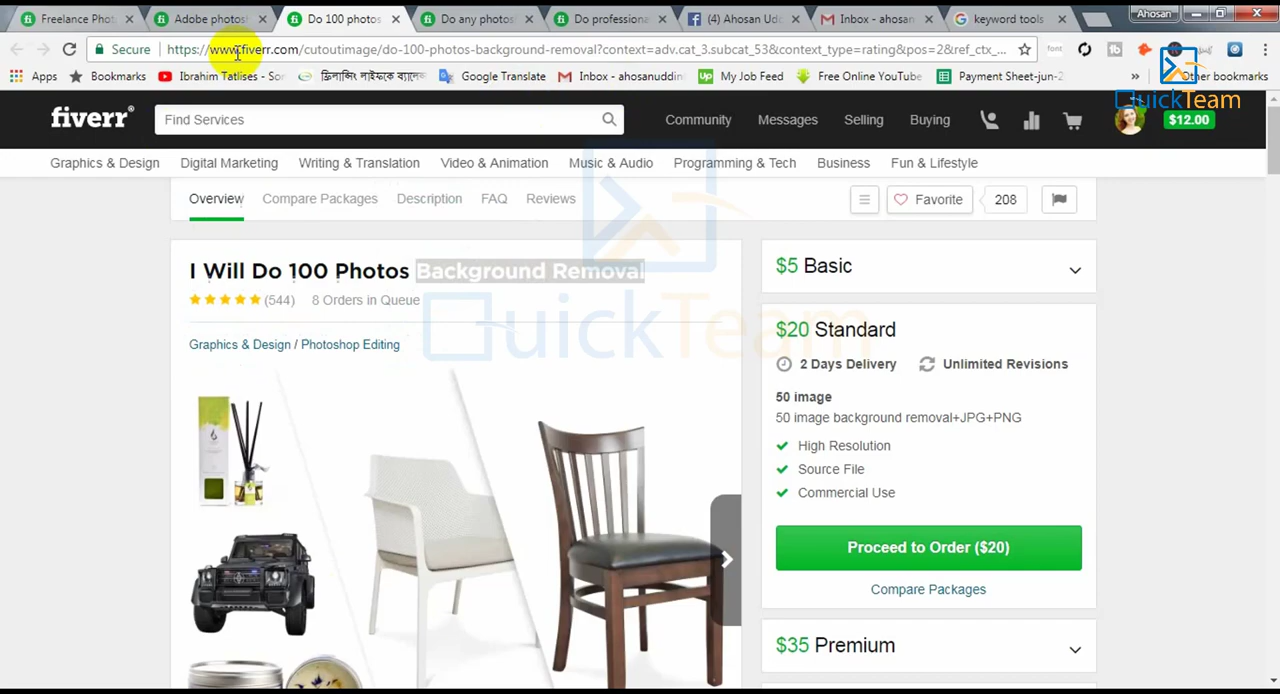 Freelance Phot
Adobe photosh
Do 100 photos
Do any photos
Do professiona
(4) Ahosan Udd
Inbox - ahosan
keyword tools
Ahosan
Secure
https://www.fiverr.com/cutoutimage/do-100-photos-background-removal?context=adv.cat_3.subcat_53&context_type=rating&pos=2&ref_ctx_...
Apps
Bookmarks
Ibrahim Tatlises - Son
ফ্রিলান্সিং লাইফকে ব্যালেন্স
Google Translate
Inbox - ahosanuddin
My Job Feed
Free Online YouTube
Payment Sheet-jun-2
»
Other bookmarks
QuickTeam
fiverr®
Find Services
Community
Messages
Selling
Buying
$12.00
Graphics & Design
Digital Marketing
Writing & Translation
Video & Animation
Music & Audio
Programming & Tech
Business
Fun & Lifestyle
Overview
Compare Packages
Description
FAQ
Reviews
Favorite
208
I Will Do 100 Photos Background Removal
(544)
8 Orders in Queue
Graphics & Design / Photoshop Editing
QuickTeam
$5 Basic
$20 Standard
2 Days Delivery
Unlimited Revisions
50 image
50 image background removal+JPG+PNG
High Resolution
Source File
Commercial Use
Proceed to Order ($20)
Compare Packages
$35 Premium